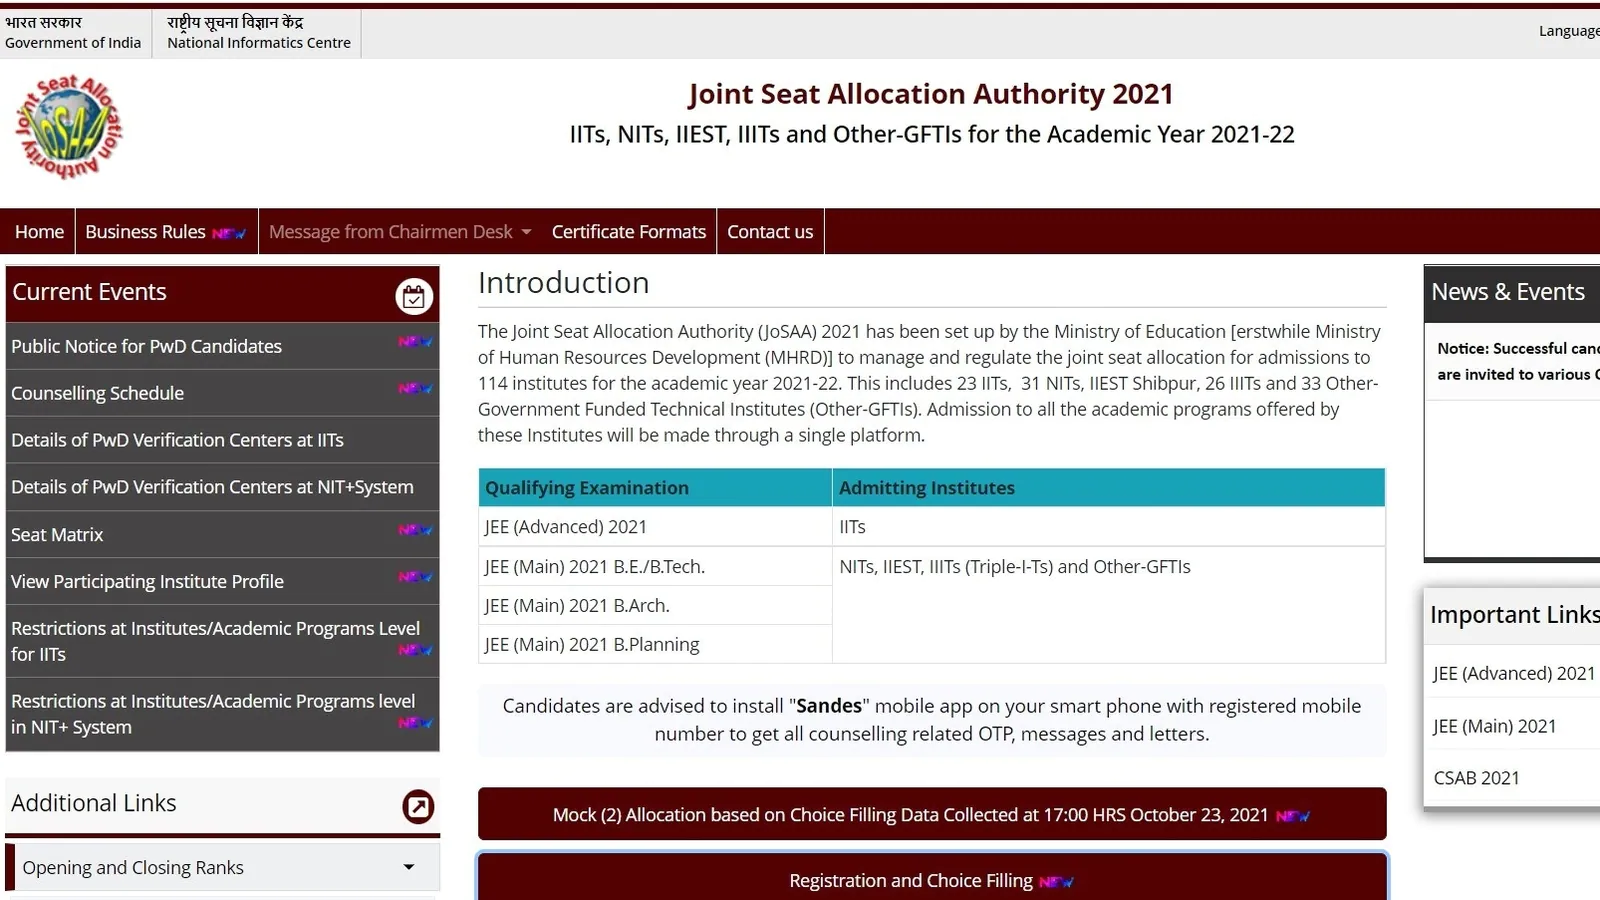 भारत सरकार
Government of India
राष्ट्रीय सूचना विज्ञान केंद्र
National Informatics Centre
Language
Joint Seat Allocation Authority
JoSAA
Joint Seat Allocation Authority 2021
IITs, NITs, IIEST, IIITs and Other-GFTIs for the Academic Year 2021-22
Home
Business Rules NEW
Message from Chairmen Desk
Certificate Formats
Contact us
Current Events
Public Notice for PwD Candidates NEW
Counselling Schedule NEW
Details of PwD Verification Centers at IITs
Details of PwD Verification Centers at NIT+System
Seat Matrix NEW
View Participating Institute Profile NEW
Restrictions at Institutes/Academic Programs Level
for IITs NEW
Restrictions at Institutes/Academic Programs level
in NIT+ System NEW
Additional Links
Opening and Closing Ranks
Introduction
The Joint Seat Allocation Authority (JoSAA) 2021 has been set up by the Ministry of Education [erstwhile Ministry
of Human Resources Development (MHRD)] to manage and regulate the joint seat allocation for admissions to
114 institutes for the academic year 2021-22. This includes 23 IITs, 31 NITs, IIEST Shibpur, 26 IIITs and 33 Other-
Government Funded Technical Institutes (Other-GFTIs). Admission to all the academic programs offered by
these Institutes will be made through a single platform.
Qualifying Examination Admitting Institutes
JEE (Advanced) 2021 IITs
JEE (Main) 2021 B.E./B.Tech. NITs, IIEST, IIITs (Triple-I-Ts) and Other-GFTIs
JEE (Main) 2021 B.Arch.
JEE (Main) 2021 B.Planning
Candidates are advised to install "Sandes" mobile app on your smart phone with registered mobile
number to get all counselling related OTP, messages and letters.
Mock (2) Allocation based on Choice Filling Data Collected at 17:00 HRS October 23, 2021 NEW
Registration and Choice Filling NEW
News & Events
Notice: Successful can
are invited to various
Important Links
JEE (Advanced) 2021
JEE (Main) 2021
CSAB 2021